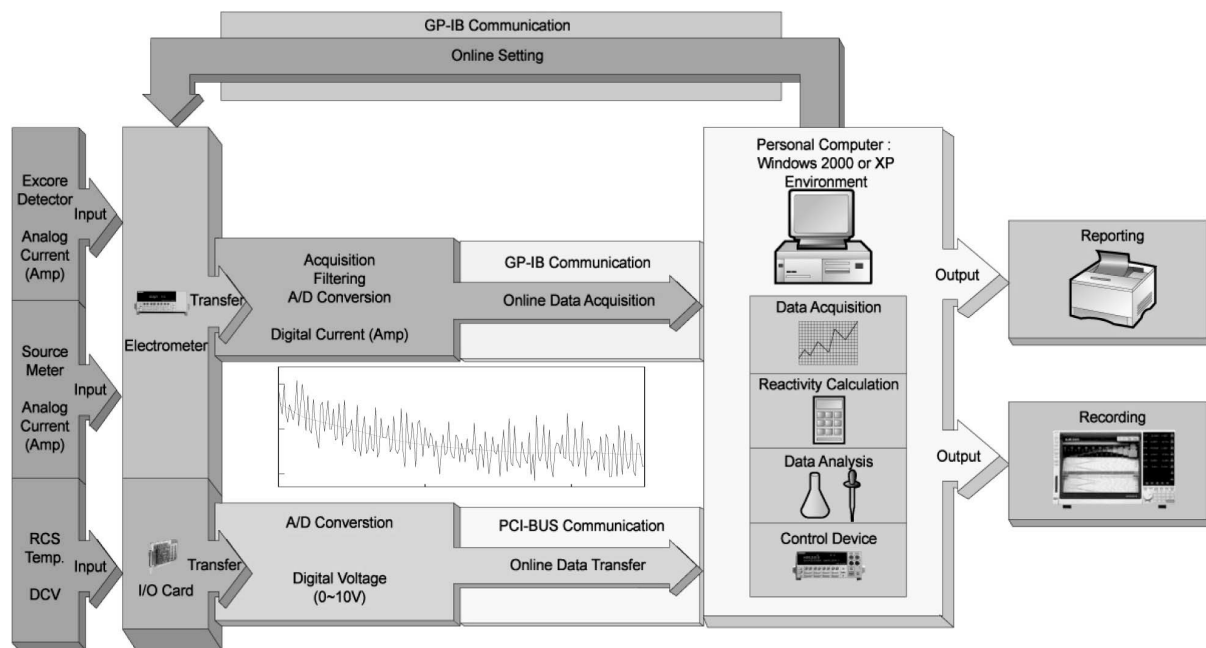 GP-IB Communication
Online Setting
Excore
Detector
Analog
Current
(Amp)
Input
Source
Meter
Analog
Current
(Amp)
Input
RCS
Temp.
DCV
Input
Electrometer
Transfer
I/O Card
Transfer
Acquisition
Filtering
A/D Conversion
Digital Current (Amp)
GP-IB Communication
Online Data Acquisition
A/D Converstion
Digital Voltage
(0~10V)
PCI-BUS Communication
Online Data Transfer
Personal Computer :
Windows 2000 or XP
Environment
Data Acquisition
Reactivity Calculation
Data Analysis
Control Device
Output
Reporting
Output
Recording